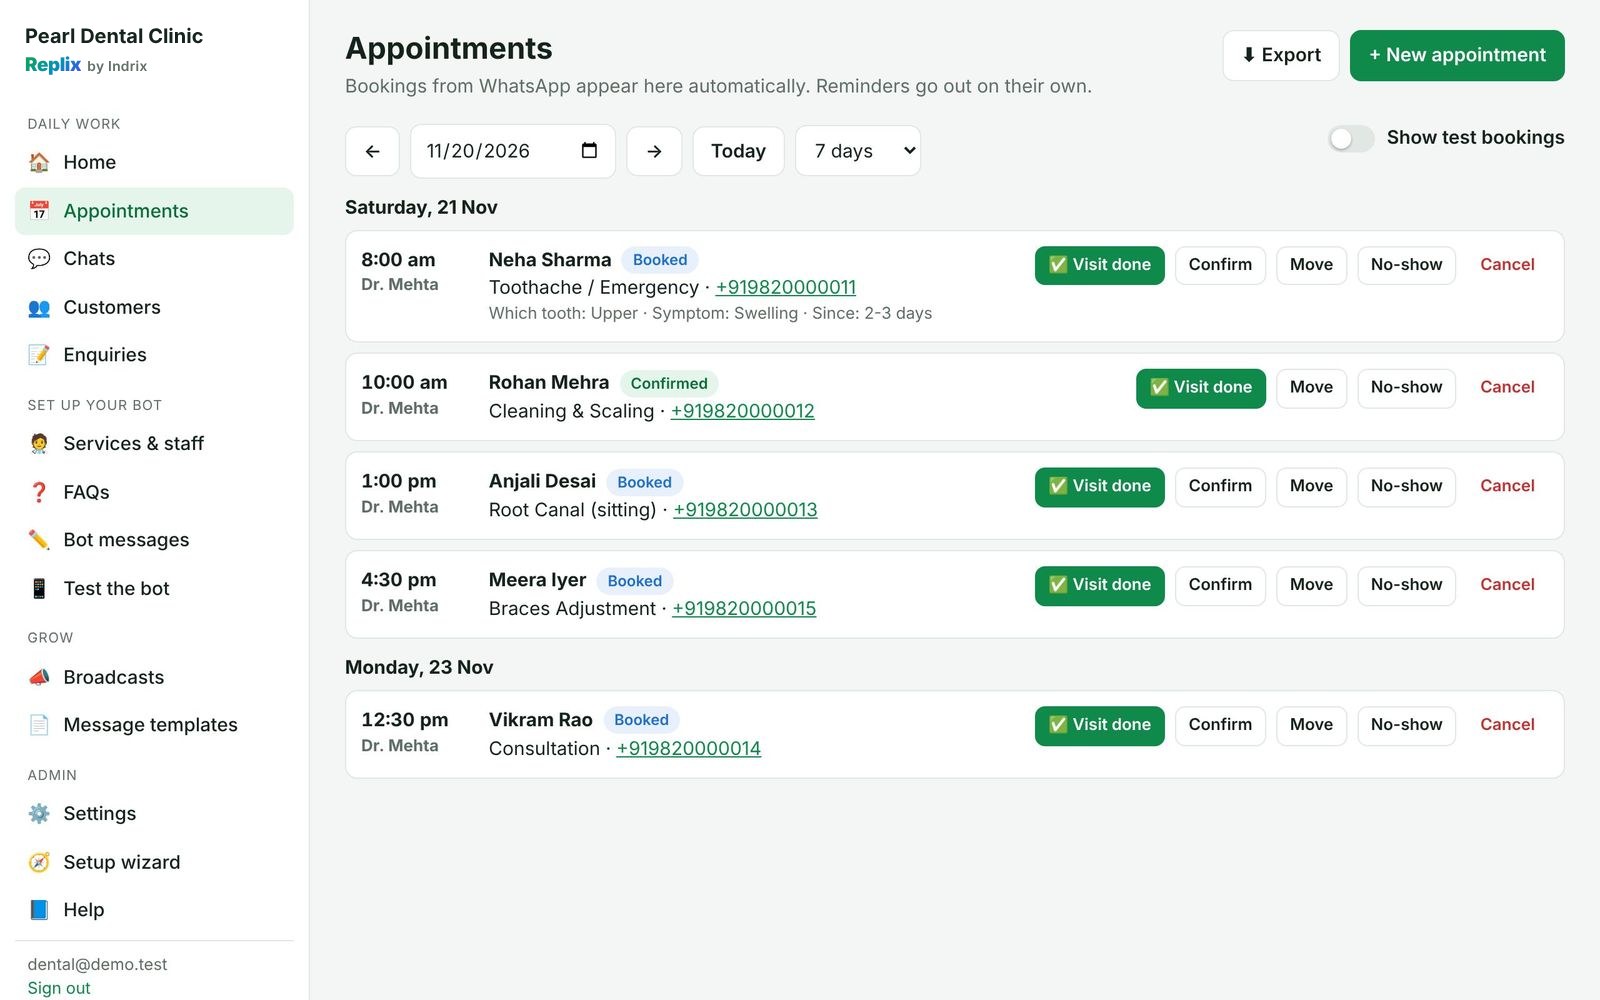 Pearl Dental Clinic
Replix by Indrix
DAILY WORK
Home
Appointments
Chats
Customers
Enquiries
SET UP YOUR BOT
Services & staff
FAQs
Bot messages
Test the bot
GROW
Broadcasts
Message templates
ADMIN
Settings
Setup wizard
Help
dental@demo.test
Sign out
Appointments
Bookings from WhatsApp appear here automatically. Reminders go out on their own.
Export
+ New appointment
11/20/2026
Today
7 days
Show test bookings
Saturday, 21 Nov
8:00 am
Dr. Mehta
Neha Sharma Booked
Toothache / Emergency · +919820000011
Which tooth: Upper · Symptom: Swelling · Since: 2-3 days
Visit done Confirm Move No-show Cancel
10:00 am
Dr. Mehta
Rohan Mehra Confirmed
Cleaning & Scaling · +919820000012
Visit done Move No-show Cancel
1:00 pm
Dr. Mehta
Anjali Desai Booked
Root Canal (sitting) · +919820000013
Visit done Confirm Move No-show Cancel
4:30 pm
Dr. Mehta
Meera Iyer Booked
Braces Adjustment · +919820000015
Visit done Confirm Move No-show Cancel
Monday, 23 Nov
12:30 pm
Dr. Mehta
Vikram Rao Booked
Consultation · +919820000014
Visit done Confirm Move No-show Cancel